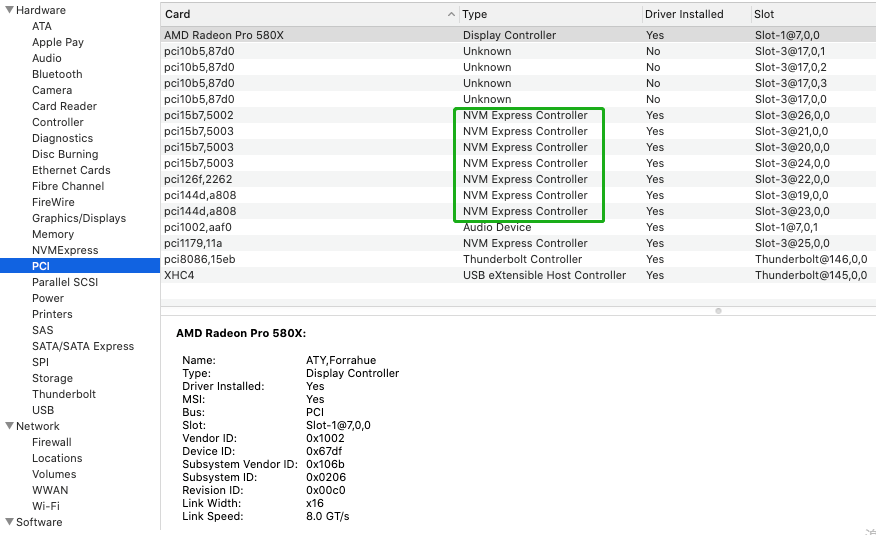 Hardware
ATA
Apple Pay
Audio
Bluetooth
Camera
Card Reader
Controller
Diagnostics
Disc Burning
Ethernet Cards
Fibre Channel
FireWire
Graphics/Displays
Memory
NVMExpress
PCI
Parallel SCSI
Power
Printers
SAS
SATA/SATA Express
SPI
Storage
Thunderbolt
USB
Network
Firewall
Locations
Volumes
WWAN
Wi-Fi
Software
Card Type Driver Installed Slot
AMD Radeon Pro 580X Display Controller Yes Slot-1@7,0,0
pci10b5,87d0 Unknown No Slot-3@17,0,1
pci10b5,87d0 Unknown No Slot-3@17,0,2
pci10b5,87d0 Unknown No Slot-3@17,0,3
pci10b5,87d0 Unknown No Slot-3@17,0,0
pci15b7,5002 NVM Express Controller Yes Slot-3@26,0,0
pci15b7,5003 NVM Express Controller Yes Slot-3@21,0,0
pci15b7,5003 NVM Express Controller Yes Slot-3@20,0,0
pci15b7,5003 NVM Express Controller Yes Slot-3@24,0,0
pci126f,2262 NVM Express Controller Yes Slot-3@22,0,0
pci144d,a808 NVM Express Controller Yes Slot-3@19,0,0
pci144d,a808 NVM Express Controller Yes Slot-3@23,0,0
pci1002,aaf0 Audio Device Yes Slot-1@7,0,1
pci1179,11a NVM Express Controller Yes Slot-3@25,0,0
pci8086,15eb Thunderbolt Controller Yes Thunderbolt@146,0,0
XHC4 USB eXtensible Host Controller Yes Thunderbolt@145,0,0
AMD Radeon Pro 580X:
Name: ATY,Forrahue
Type: Display Controller
Driver Installed: Yes
MSI: Yes
Bus: PCI
Slot: Slot-1@7,0,0
Vendor ID: 0x1002
Device ID: 0x67df
Subsystem Vendor ID: 0x106b
Subsystem ID: 0x0206
Revision ID: 0x00c0
Link Width: x16
Link Speed: 8.0 GT/s